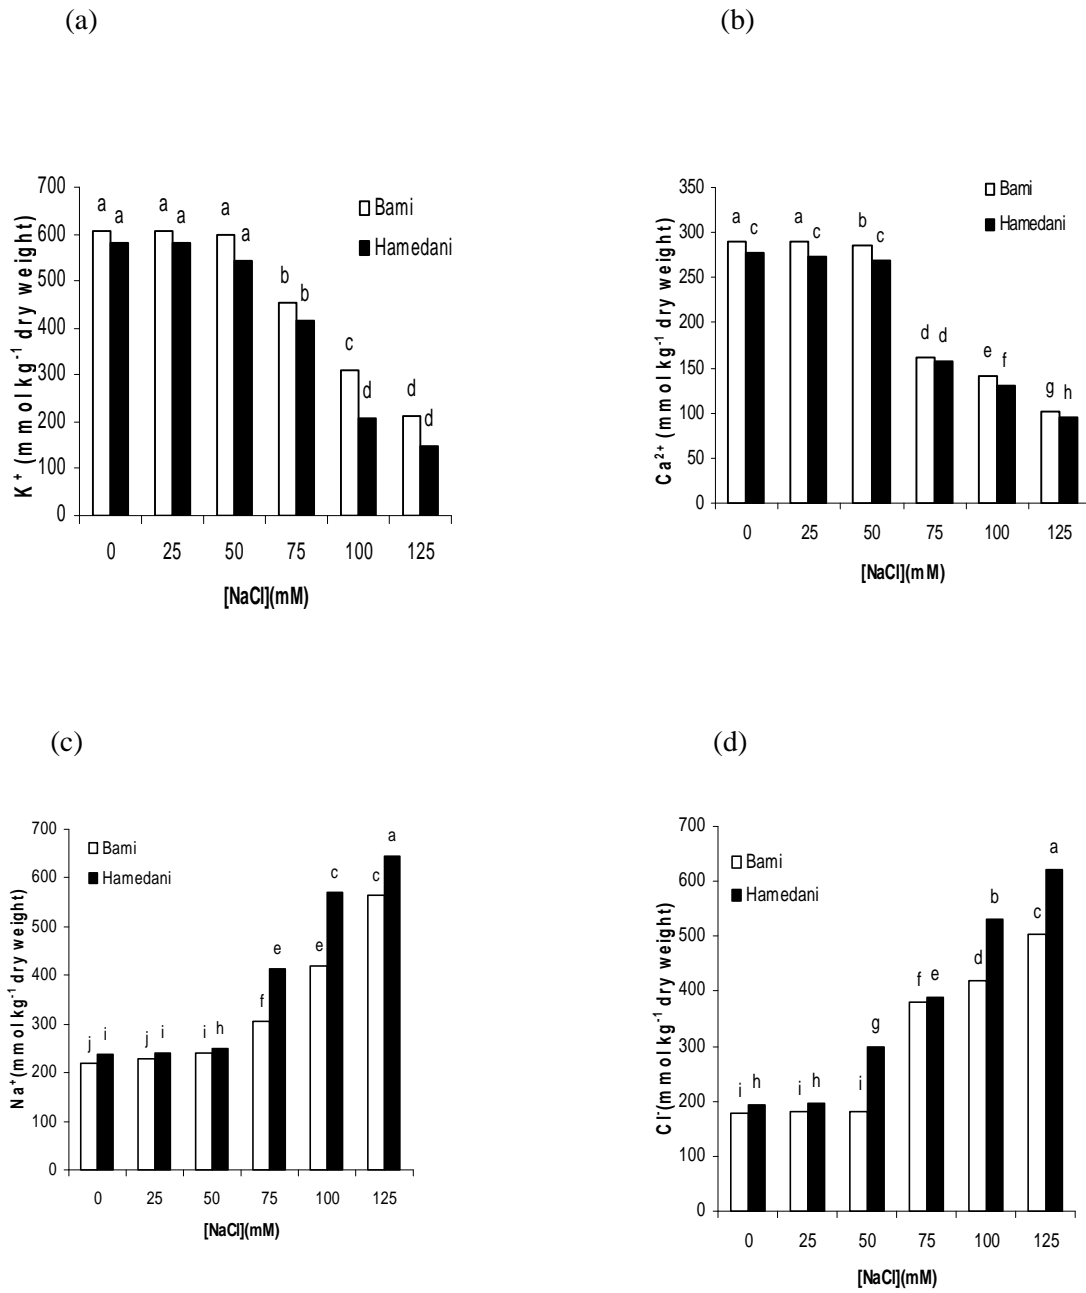 (a)
(b)
K⁺ (mmol kg⁻¹ dry weight)
700
600
500
400
300
200
100
0
a a a a a a b b c d d d
Bami
Hamedani
0 25 50 75 100 125
[NaCl](mM)
Ca²⁺ (mmol kg⁻¹ dry weight)
350
300
250
200
150
100
50
0
a c a c b c d d e f g h
Bami
Hamedani
0 25 50 75 100 125
[NaCl](mM)
(c)
(d)
Na⁺(mmol kg⁻¹ dry weight)
700
600
500
400
300
200
100
0
Bami
Hamedani
j i j i i h f e e c c a
0 25 50 75 100 125
[NaCl](mM)
Cl⁻(mmol kg⁻¹ dry weight)
700
600
500
400
300
200
100
0
Bami
Hamedani
i h i h i g f e d b c a
0 25 50 75 100 125
[NaCl](mM)